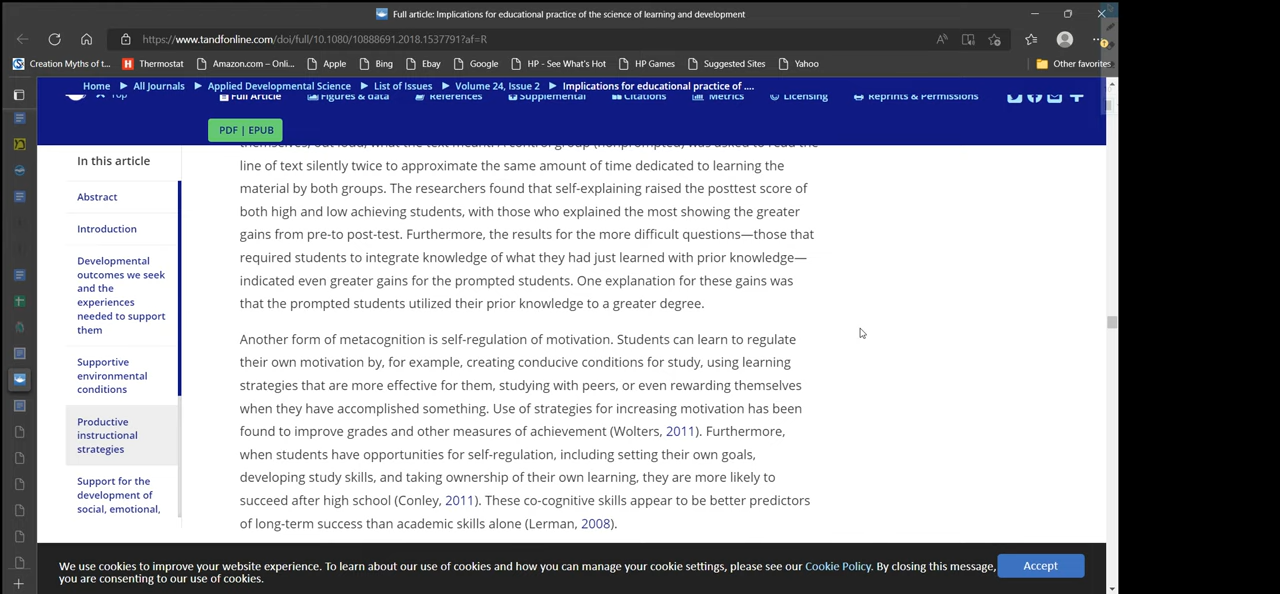 Full article: Implications for educational practice of the science of learning and development
https://www.tandfonline.com/doi/full/10.1080/10888691.2018.1537791?af=R
Creation Myths of t... Thermostat Amazon.com – Onli... Apple Bing Ebay Google HP - See What's Hot HP Games Suggested Sites Yahoo Other favorites
Home All Journals Applied Developmental Science List of Issues Volume 24, Issue 2 Implications for educational practice of ....
Top Full Article Figures & data References Supplemental Citations Metrics Licensing Reprints & Permissions
PDF | EPUB
In this article
Abstract
Introduction
Developmental
outcomes we seek
and the
experiences
needed to support
them
Supportive
environmental
conditions
Productive
instructional
strategies
Support for the
development of
social, emotional,
themselves, out loud, what the text meant. A control group (nonprompted) was asked to read the
line of text silently twice to approximate the same amount of time dedicated to learning the
material by both groups. The researchers found that self-explaining raised the posttest score of
both high and low achieving students, with those who explained the most showing the greater
gains from pre-to post-test. Furthermore, the results for the more difficult questions—those that
required students to integrate knowledge of what they had just learned with prior knowledge—
indicated even greater gains for the prompted students. One explanation for these gains was
that the prompted students utilized their prior knowledge to a greater degree.
Another form of metacognition is self-regulation of motivation. Students can learn to regulate
their own motivation by, for example, creating conducive conditions for study, using learning
strategies that are more effective for them, studying with peers, or even rewarding themselves
when they have accomplished something. Use of strategies for increasing motivation has been
found to improve grades and other measures of achievement (Wolters, 2011). Furthermore,
when students have opportunities for self-regulation, including setting their own goals,
developing study skills, and taking ownership of their own learning, they are more likely to
succeed after high school (Conley, 2011). These co-cognitive skills appear to be better predictors
of long-term success than academic skills alone (Lerman, 2008).
We use cookies to improve your website experience. To learn about our use of cookies and how you can manage your cookie settings, please see our Cookie Policy. By closing this message,
you are consenting to our use of cookies.
Accept